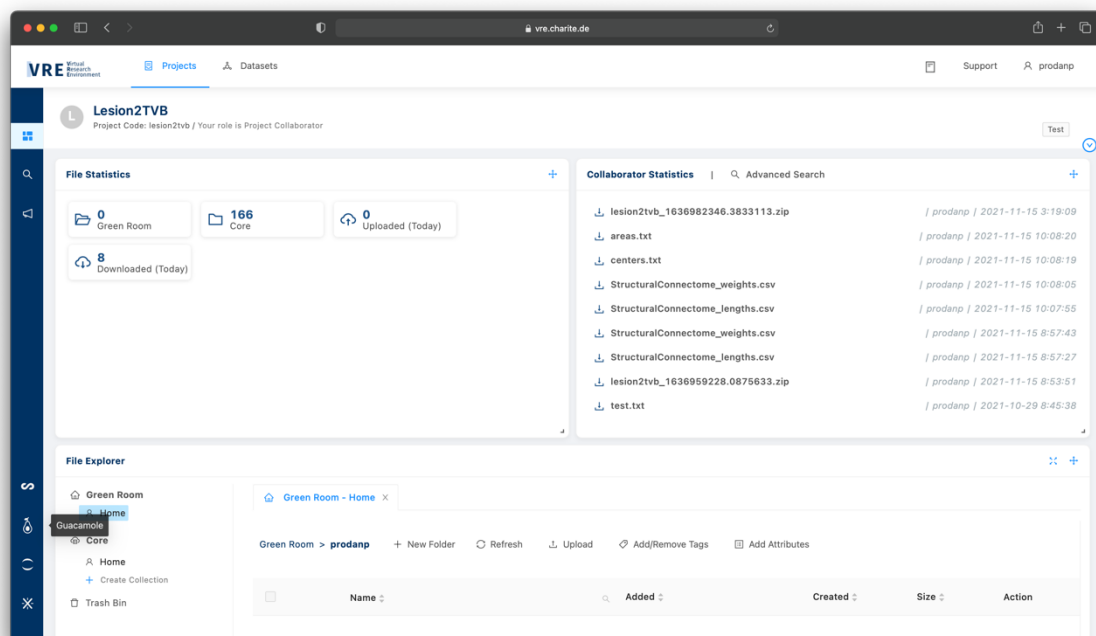 vre.charite.de
VRE Virtual Research Environment
Projects
Datasets
Support
prodanp
L
Lesion2TVB
Project Code: lesion2tvb / Your role is Project Collaborator
Test
File Statistics
0
Green Room
166
Core
0
Uploaded (Today)
8
Downloaded (Today)
Collaborator Statistics | Advanced Search
lesion2tvb_1636982346.3833113.zip / prodanp / 2021-11-15 3:19:09
areas.txt / prodanp / 2021-11-15 10:08:20
centers.txt / prodanp / 2021-11-15 10:08:19
StructuralConnectome_weights.csv / prodanp / 2021-11-15 10:08:05
StructuralConnectome_lengths.csv / prodanp / 2021-11-15 10:07:55
StructuralConnectome_weights.csv / prodanp / 2021-11-15 8:57:43
StructuralConnectome_lengths.csv / prodanp / 2021-11-15 8:57:27
lesion2tvb_1636959228.0875633.zip / prodanp / 2021-11-15 8:53:51
test.txt / prodanp / 2021-10-29 8:45:38
File Explorer
Green Room
Home
Guacamole
Core
Home
+ Create Collection
Trash Bin
Green Room - Home
Green Room > prodanp + New Folder Refresh Upload Add/Remove Tags Add Attributes
Name Added Created Size Action